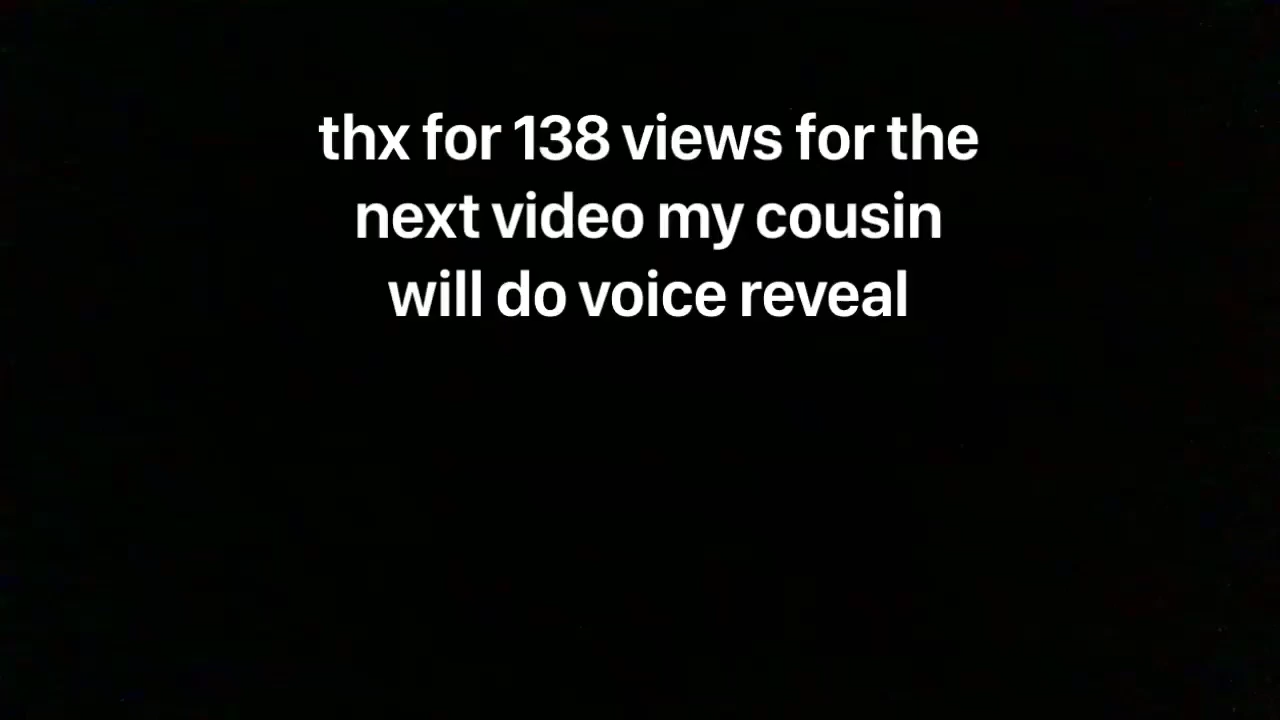 thx for 138 views for the
next video my cousin
will do voice reveal